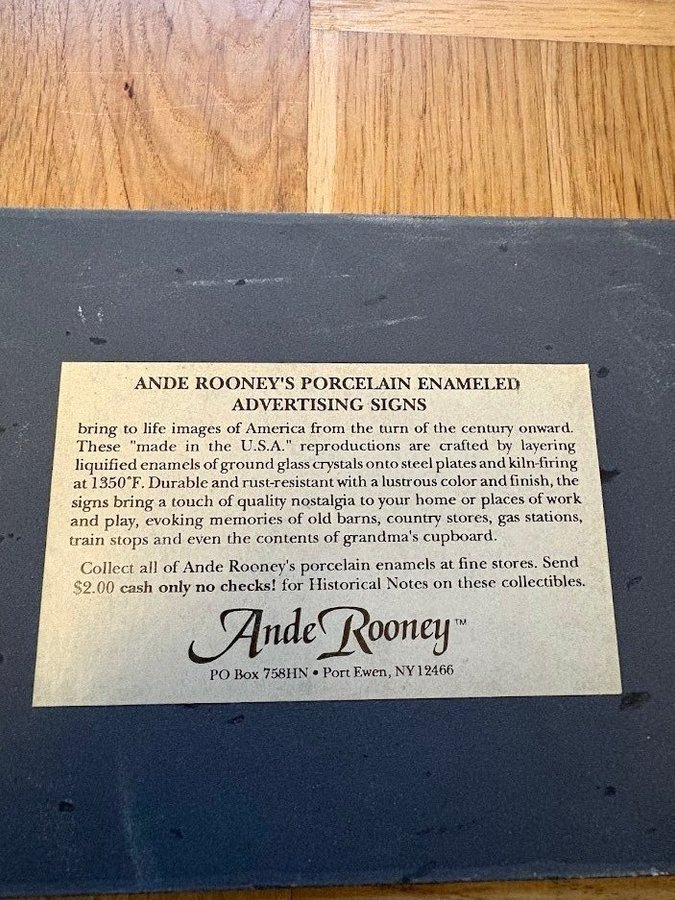 ANDE ROONEY'S PORCELAIN ENAMELED
ADVERTISING SIGNS
bring to life images of America from the turn of the century onward.
These "made in the U.S.A." reproductions are crafted by layering
liquified enamels of ground glass crystals onto steel plates and kiln-firing
at 1350°F. Durable and rust-resistant with a lustrous color and finish, the
signs bring a touch of quality nostalgia to your home or places of work
and play, evoking memories of old barns, country stores, gas stations,
train stops and even the contents of grandma's cupboard.
Collect all of Ande Rooney's porcelain enamels at fine stores. Send
$2.00 cash only no checks! for Historical Notes on these collectibles.
Ande Rooney™
PO Box 758HN • Port Ewen, NY 12466